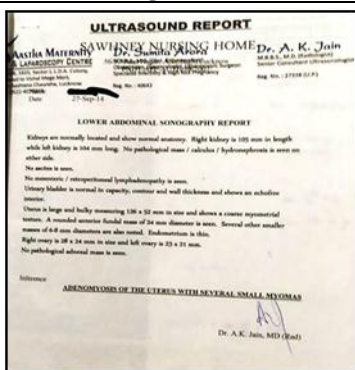 ULTRASOUND REPORT
SAWHNEY NURSING HOME
AASTHA MATERNITY
& LAPAROSCOPY CENTRE
Dr. Sumita Arora
Dr. A. K. Jain
M.B.B.S., M.D. (Radiologist)
Senior Consultant Ultrasonologist
Date 27-Sep-14
LOWER ABDOMINAL SONOGRAPHY REPORT
Kidneys are normally located and show normal anatomy. Right kidney is 105 mm in length
while left kidney is 104 mm long. No pathological mass / calculus / hydronephrosis is seen on
either side.
No ascites is seen.
No mesenteric / retroperitoneal lymphadenopathy is seen.
Urinary bladder is normal in capacity, contour and wall thickness and shows an echofree
interior.
Uterus is large and bulky measuring 126 x 52 mm in size and shows a coarse myometrial
texture. A rounded anterior fundal mass of 24 mm diameter is seen. Several other smaller
masses of 6-8 mm diameters are also noted. Endometrium is thin.
Right ovary is 28 x 24 mm in size and left ovary is 23 x 21 mm.
No pathological adnexal mass is seen.
Inference
ADENOMYOSIS OF THE UTERUS WITH SEVERAL SMALL MYOMAS
Dr. A.K. Jain, MD (Rad)